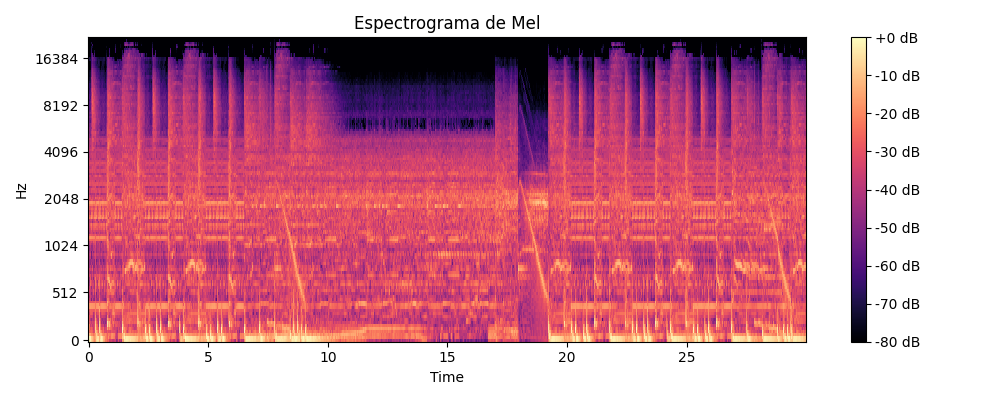 Espectrograma de Mel
Hz
16384
8192
4096
2048
1024
512
0
0 5 10 15 20 25
Time
+0 dB
-10 dB
-20 dB
-30 dB
-40 dB
-50 dB
-60 dB
-70 dB
-80 dB